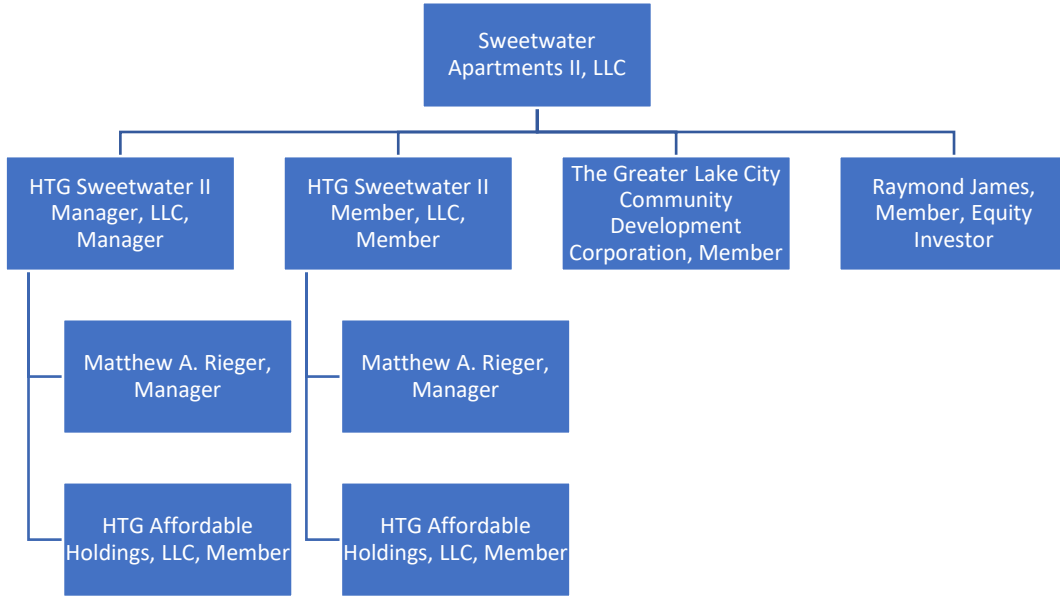 Sweetwater
Apartments II, LLC
HTG Sweetwater II
Manager, LLC,
Manager
HTG Sweetwater II
Member, LLC,
Member
The Greater Lake City
Community
Development
Corporation, Member
Raymond James,
Member, Equity
Investor
Matthew A. Rieger,
Manager
Matthew A. Rieger,
Manager
HTG Affordable
Holdings, LLC, Member
HTG Affordable
Holdings, LLC, Member